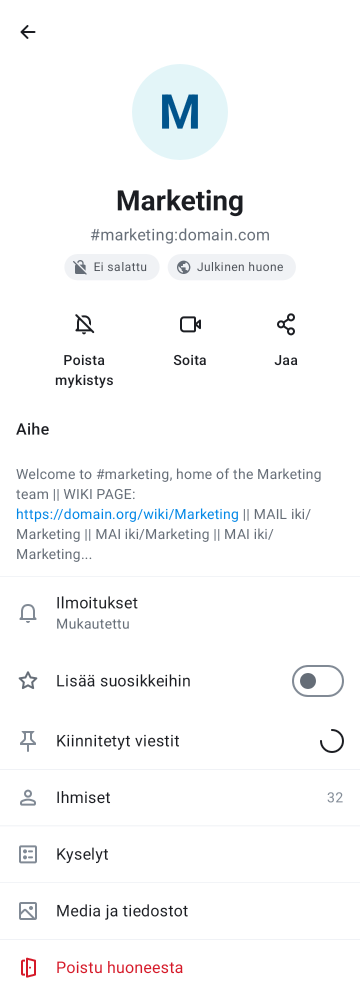 M
Marketing
#marketing:domain.com
Ei salattu
Julkinen huone
Poista
mykistys
Soita
Jaa
Aihe
Welcome to #marketing, home of the Marketing
team || WIKI PAGE:
https://domain.org/wiki/Marketing || MAIL iki/
Marketing || MAI iki/Marketing || MAI iki/
Marketing...
Ilmoitukset
Mukautettu
Lisää suosikkeihin
Kiinnitetyt viestit
Ihmiset 32
Kyselyt
Media ja tiedostot
Poistu huoneesta